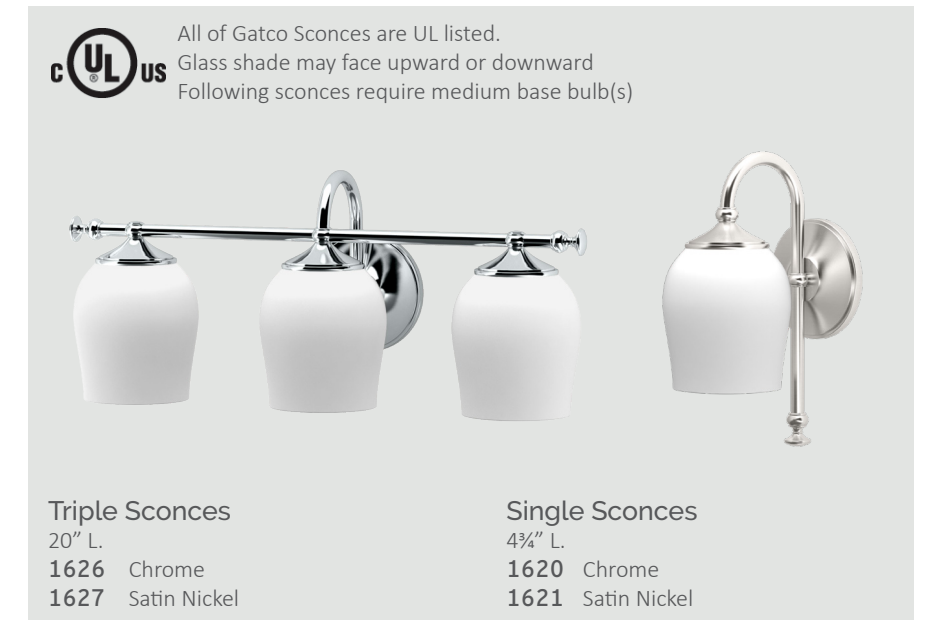 All of Gatco Sconces are UL listed.
Glass shade may face upward or downward
Following sconces require medium base bulb(s)
C UL ® US
Triple Sconces
20” L.
1626 Chrome
1627 Satin Nickel
Single Sconces
4¾” L.
1620 Chrome
1621 Satin Nickel